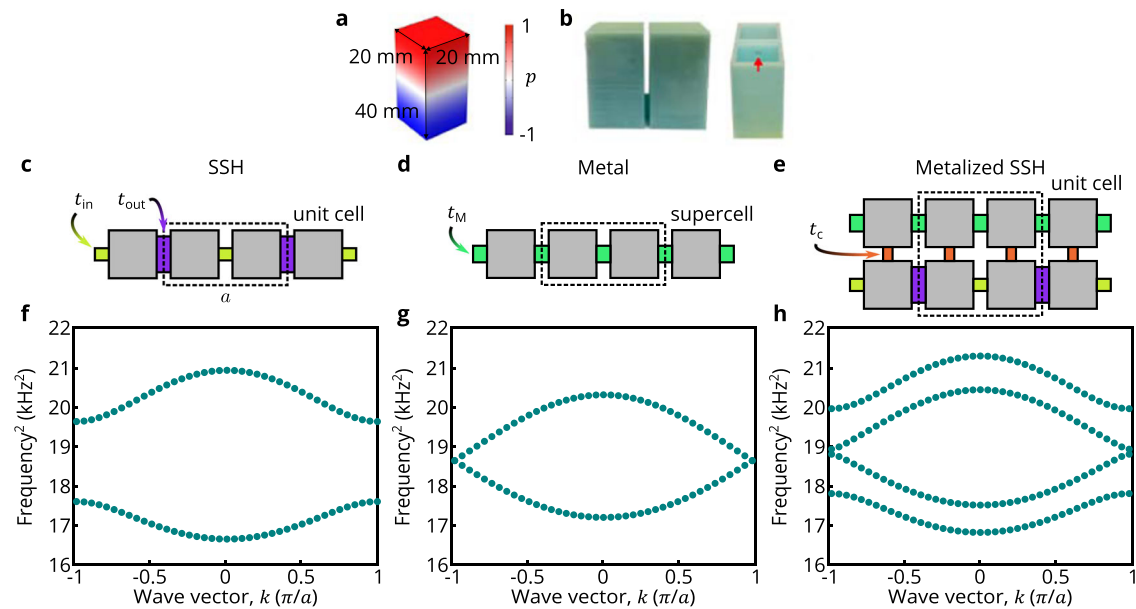 a
b
20 mm
20 mm
40 mm
1
p
-1
c
SSH
d
Metal
e
Metalized SSH
t_in
t_out
unit cell
a
t_M
supercell
t_c
unit cell
f
22
21
20
19
18
17
16
-1
-0.5
0
0.5
1
Frequency² (kHz²)
Wave vector, k (π/a)
g
22
21
20
19
18
17
16
-1
-0.5
0
0.5
1
Frequency² (kHz²)
Wave vector, k (π/a)
h
22
21
20
19
18
17
16
-1
-0.5
0
0.5
1
Frequency² (kHz²)
Wave vector, k (π/a)